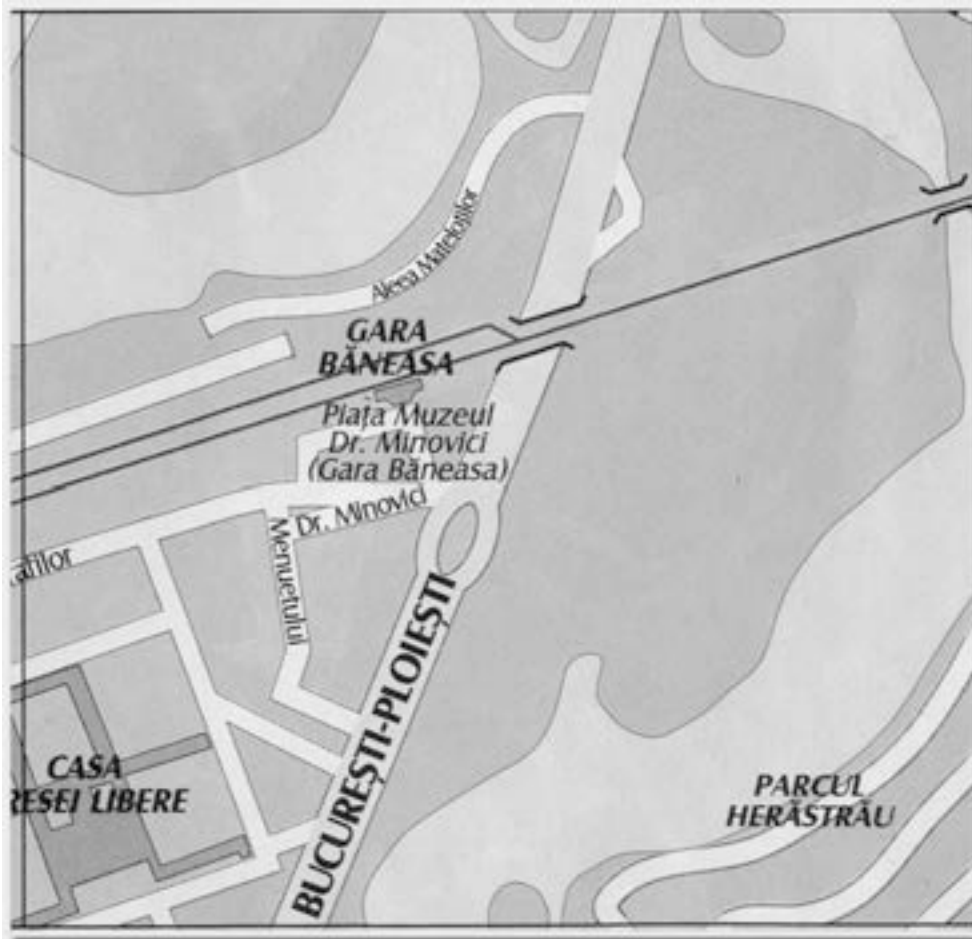 Aleea Mateloților
GARA
BĂNEASA
Piața Muzeul
Dr. Minovici
(Gara Băneasa)
Dr. Minovici
Menuetului
BUCUREȘTI-PLOIEȘTI
CASA
RESEI LIBERE
PARCUL
HERĂSTRĂU